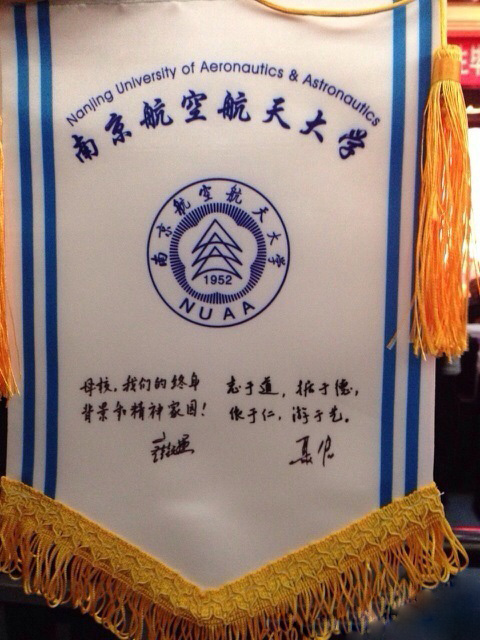 Nanjing University of Aeronautics & Astronautics
南京航空航天大学
南京航空航天大学
1952
NUAA
母校，我们的终身
背景和精神家园！
志于道，据于德，
依于仁，游于艺。